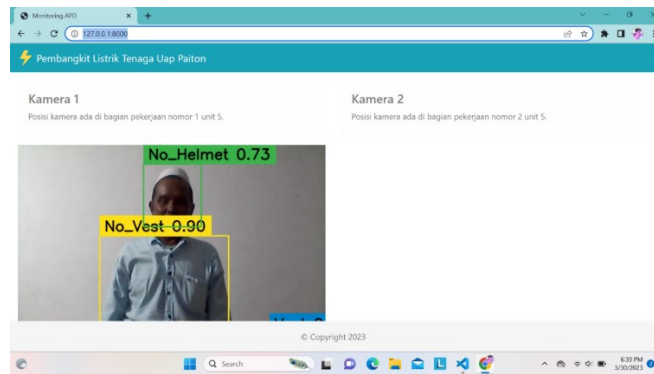 Monitoring APD
127.0.0.1:8000
Pembangkit Listrik Tenaga Uap Paiton
Kamera 1
Posisi kamera ada di bagian pekerjaan nomor 1 unit 5.
Kamera 2
Posisi kamera ada di bagian pekerjaan nomor 2 unit 5.
No_Helmet 0.73
No_Vest 0.90
© Copyright 2023
Search
6:35 PM
3/30/2023